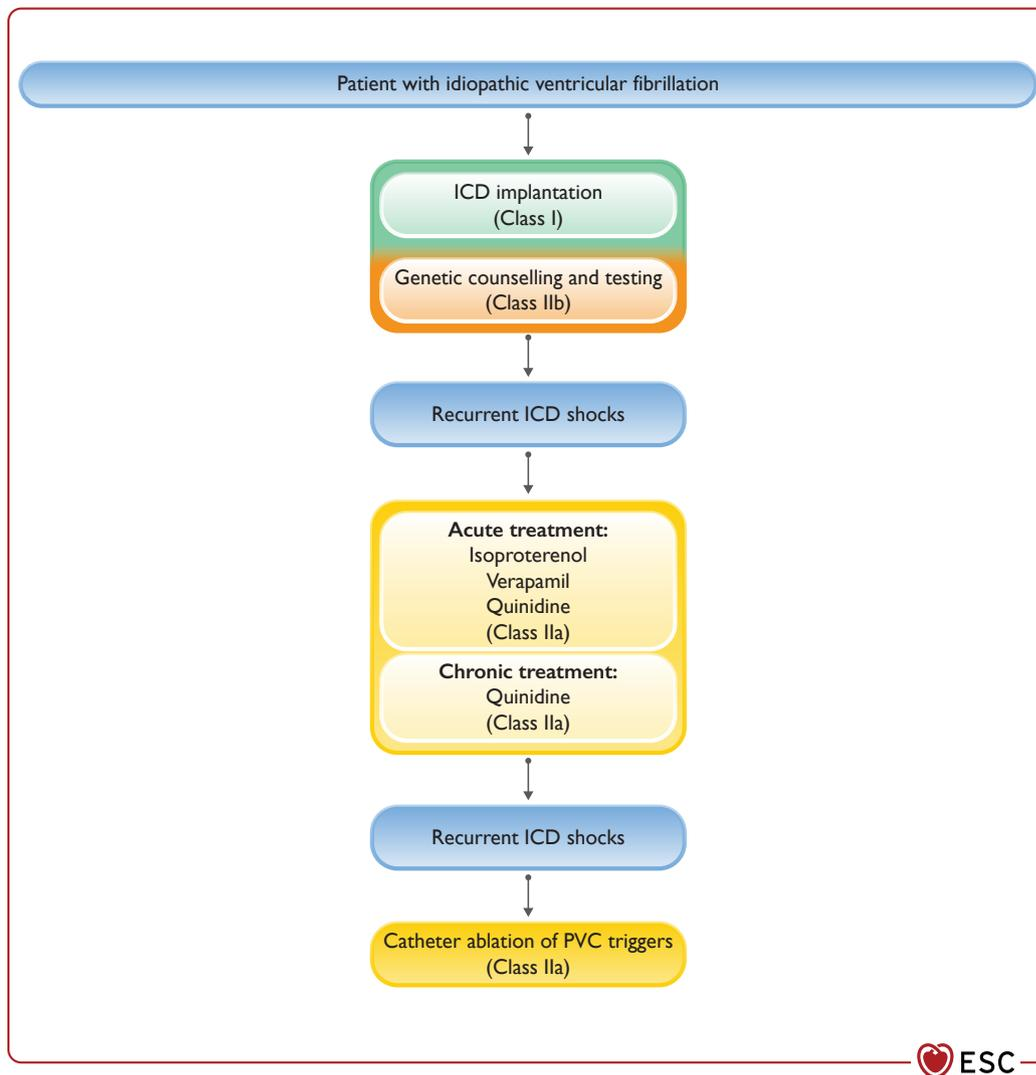 Patient with idiopathic ventricular fibrillation
ICD implantation
(Class I)
Genetic counselling and testing
(Class IIb)
Recurrent ICD shocks
Acute treatment:
Isoproterenol
Verapamil
Quinidine
(Class IIa)
Chronic treatment:
Quinidine
(Class IIa)
Recurrent ICD shocks
Catheter ablation of PVC triggers
(Class IIa)
ESC